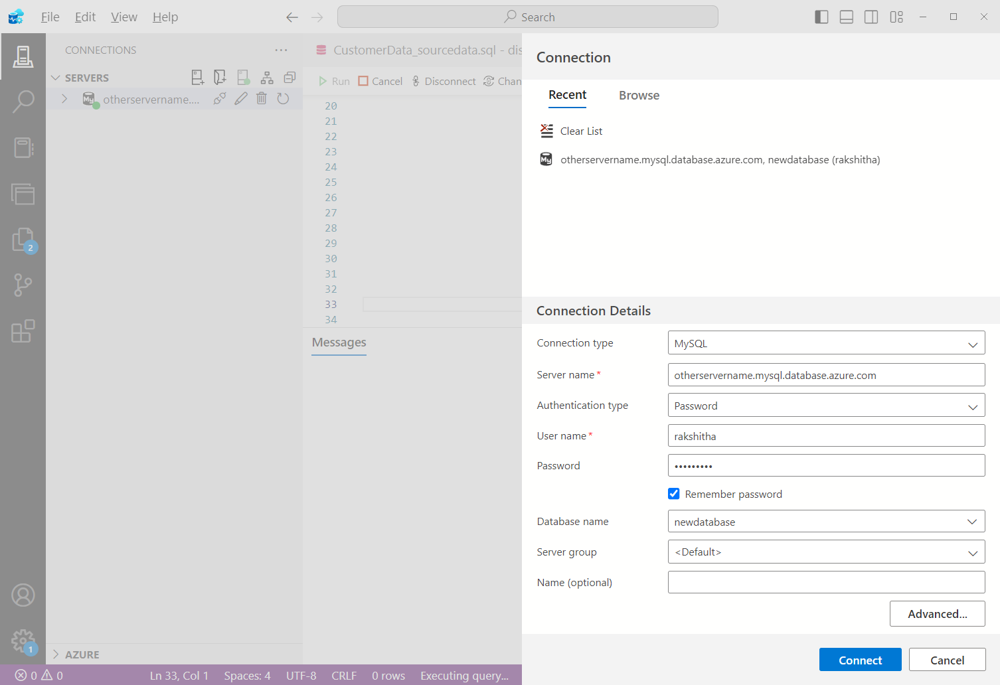 File Edit View Help
Search
CONNECTIONS
SERVERS
otherservername....
CustomerData_sourcedata.sql - dis
Run Cancel Disconnect Chan
20
21
22
23
24
25
26
27
28
29
30
31
32
33
34
Messages
Connection
Recent Browse
Clear List
otherservername.mysql.database.azure.com, newdatabase (rakshitha)
Connection Details
Connection type MySQL
Server name* otherservername.mysql.database.azure.com
Authentication type Password
User name* rakshitha
Password •••••••••
Remember password
Database name newdatabase
Server group <Default>
Name (optional)
Advanced...
Connect Cancel
2
1
AZURE
0 0 Ln 33, Col 1 Spaces: 4 UTF-8 CRLF 0 rows Executing query...